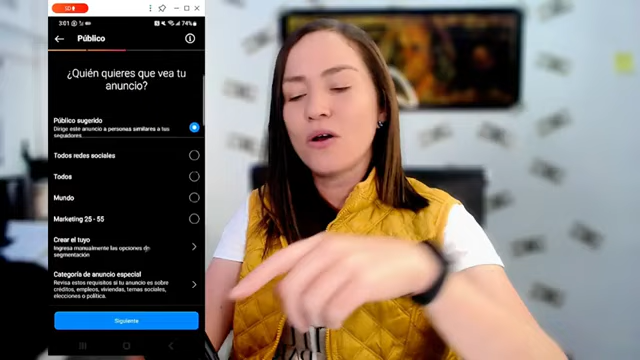 3:01
74%
Público
¿Quién quieres que vea tu
anuncio?
Público sugerido
Dirige este anuncio a personas similares a tus
seguidores
Todos redes sociales
Todos
Mundo
Marketing 25 - 55
Crear el tuyo
Ingresa manualmente las opciones de
segmentación
Categoría de anuncio especial
Revisa estos requisitos si tu anuncio es sobre
créditos, empleos, viviendas, temas sociales,
elecciones o política.
Siguiente